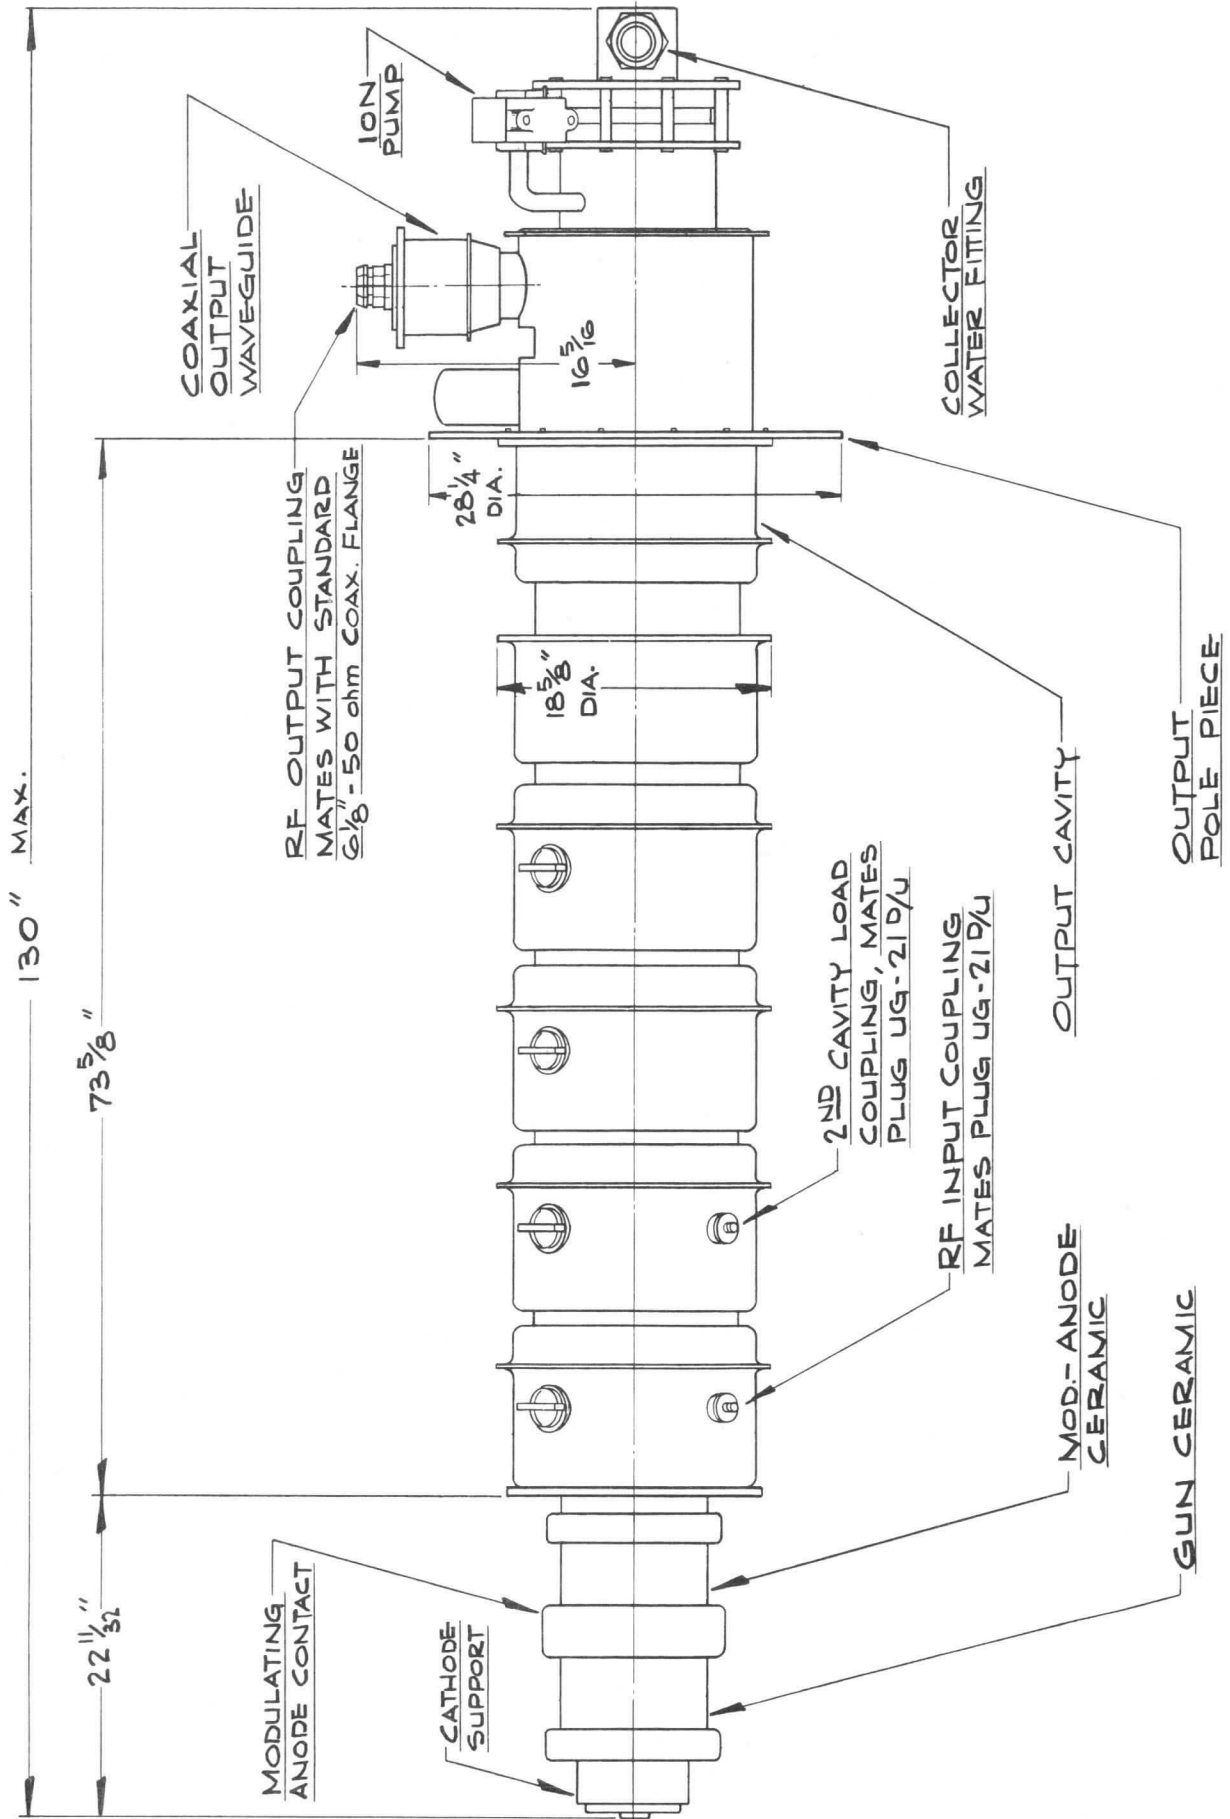 130" MAX.
22 11/32"
73 5/8"
MODULATING
ANODE CONTACT
CATHODE
SUPPORT
RF OUTPUT COUPLING
MATES WITH STANDARD
6 1/8" - 50 ohm COAX. FLANGE
COAXIAL
OUTPUT
WAVEGUIDE
ION
PUMP
28 1/4"
DIA.
18 5/8"
DIA.
16 5/16
2ND CAVITY LOAD
COUPLING, MATES
PLUG UG-21 D/U
RF INPUT COUPLING
MATES PLUG UG-21 D/U
MOD.-ANODE
CERAMIC
GUN CERAMIC
OUTPUT CAVITY
OUTPUT
POLE PIECE
COLLECTOR
WATER FITTING